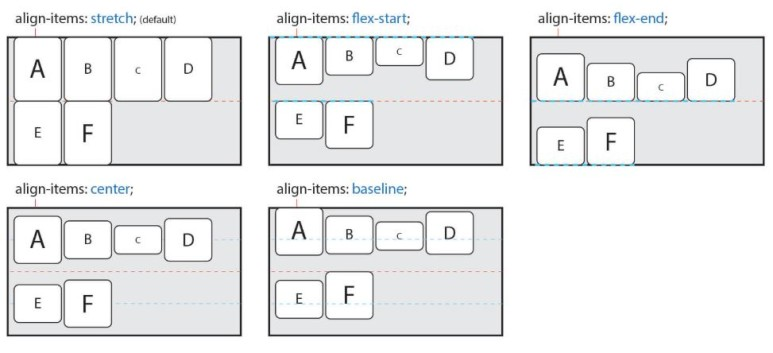 align-items: stretch; (default)
align-items: flex-start;
align-items: flex-end;
A B c D
A B c D
A B c D
E F
E F
E F
align-items: center;
align-items: baseline;
A B c D
A B c D
E F
E F